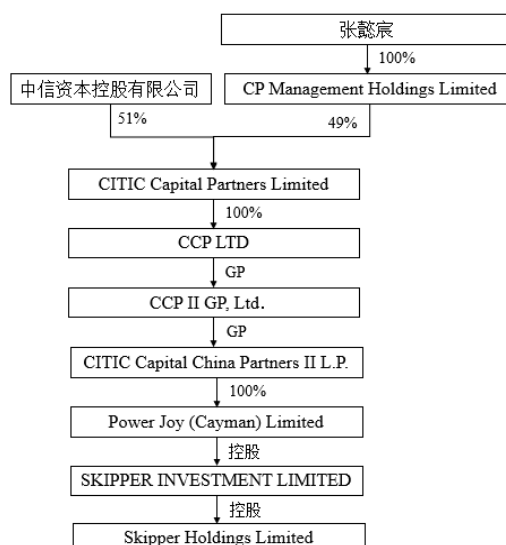 张懿宸
100%
中信资本控股有限公司
CP Management Holdings Limited
51%
49%
CITIC Capital Partners Limited
100%
CCP LTD
GP
CCP II GP, Ltd.
GP
CITIC Capital China Partners II L.P.
100%
Power Joy (Cayman) Limited
控股
SKIPPER INVESTMENT LIMITED
控股
Skipper Holdings Limited